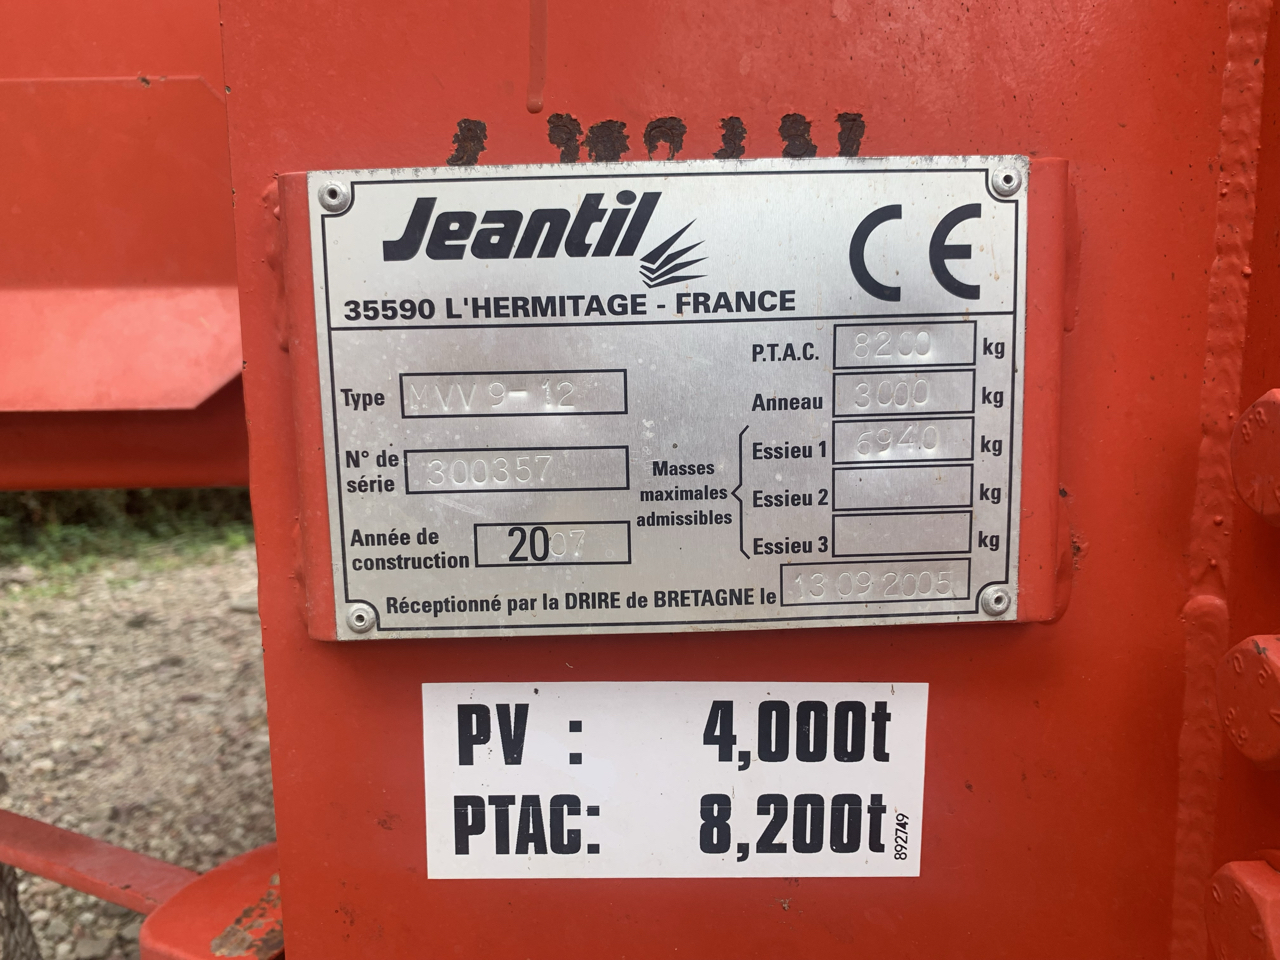 Jeantil
CE
35590 L'HERMITAGE - FRANCE
P.T.A.C. 8200 kg
Type MVV 9-12
Anneau 3000 kg
N° de série 300357
Masses maximales admissibles
Essieu 1 6940 kg
Essieu 2 kg
Essieu 3 kg
Année de construction 2007
Réceptionné par la DRIRE de BRETAGNE le 13 09 2005
PV : 4,000t
PTAC: 8,200t
892749